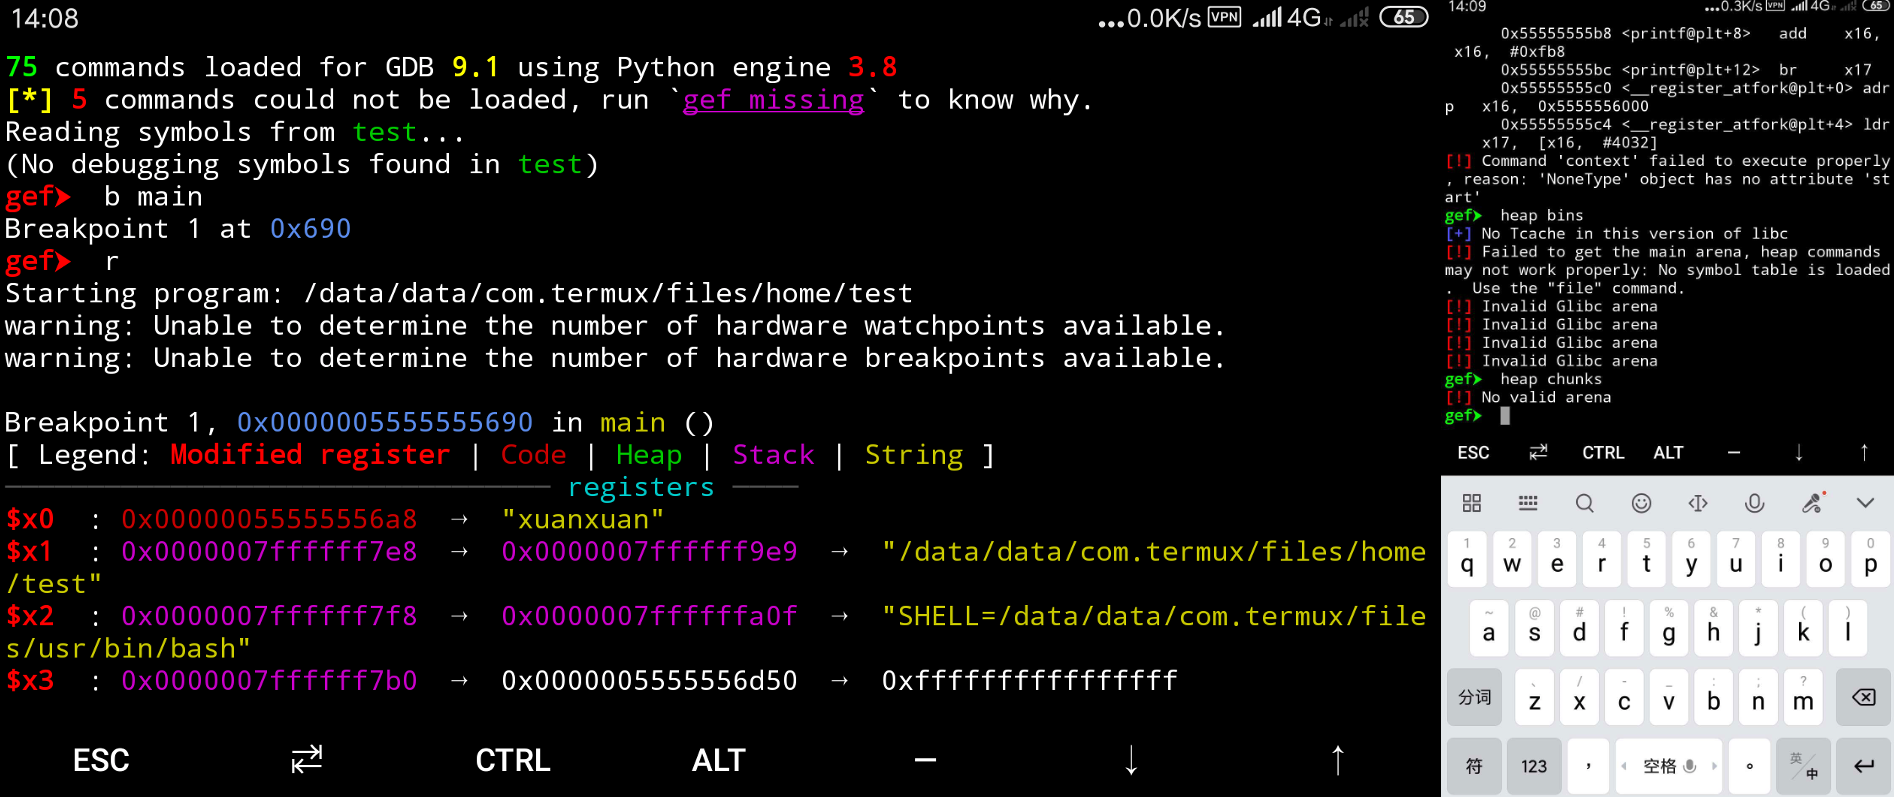 14:08
...0.0K/s VPN 4G 65
75 commands loaded for GDB 9.1 using Python engine 3.8
[*] 5 commands could not be loaded, run `gef missing` to know why.
Reading symbols from test...
(No debugging symbols found in test)
gef➤ b main
Breakpoint 1 at 0x690
gef➤ r
Starting program: /data/data/com.termux/files/home/test
warning: Unable to determine the number of hardware watchpoints available.
warning: Unable to determine the number of hardware breakpoints available.
Breakpoint 1, 0x0000005555555690 in main ()
[ Legend: Modified register | Code | Heap | Stack | String ]
registers
$x0 : 0x00000055555556a8 → "xuanxuan"
$x1 : 0x0000007ffffff7e8 → 0x0000007ffffff9e9 → "/data/data/com.termux/files/home
/test"
$x2 : 0x0000007ffffff7f8 → 0x0000007ffffffa0f → "SHELL=/data/data/com.termux/file
s/usr/bin/bash"
$x3 : 0x0000007ffffff7b0 → 0x0000005555556d50 → 0xffffffffffffffff
ESC ⇄ CTRL ALT — ↓ ↑
14:09
...0.3K/s VPN 4G 65
0x55555555b8 <printf@plt+8> add x16,
x16, #0xfb8
0x55555555bc <printf@plt+12> br x17
0x55555555c0 <__register_atfork@plt+0> adr
p x16, 0x5555556000
0x55555555c4 <__register_atfork@plt+4> ldr
x17, [x16, #4032]
[!] Command 'context' failed to execute properly
, reason: 'NoneType' object has no attribute 'st
art'
gef➤ heap bins
[+] No Tcache in this version of libc
[!] Failed to get the main arena, heap commands
may not work properly: No symbol table is loaded
. Use the "file" command.
[!] Invalid Glibc arena
[!] Invalid Glibc arena
[!] Invalid Glibc arena
[!] Invalid Glibc arena
gef➤ heap chunks
[!] No valid arena
gef➤
ESC ⇄ CTRL ALT — ↓ ↑
1 2 3 4 5 6 7 8 9 0
q w e r t y u i o p
~ @ # ! % & * ( )
a s d f g h j k l
、 / - _ : ; ?
分词 z x c v b n m
符 123 , 空格 。 英/中